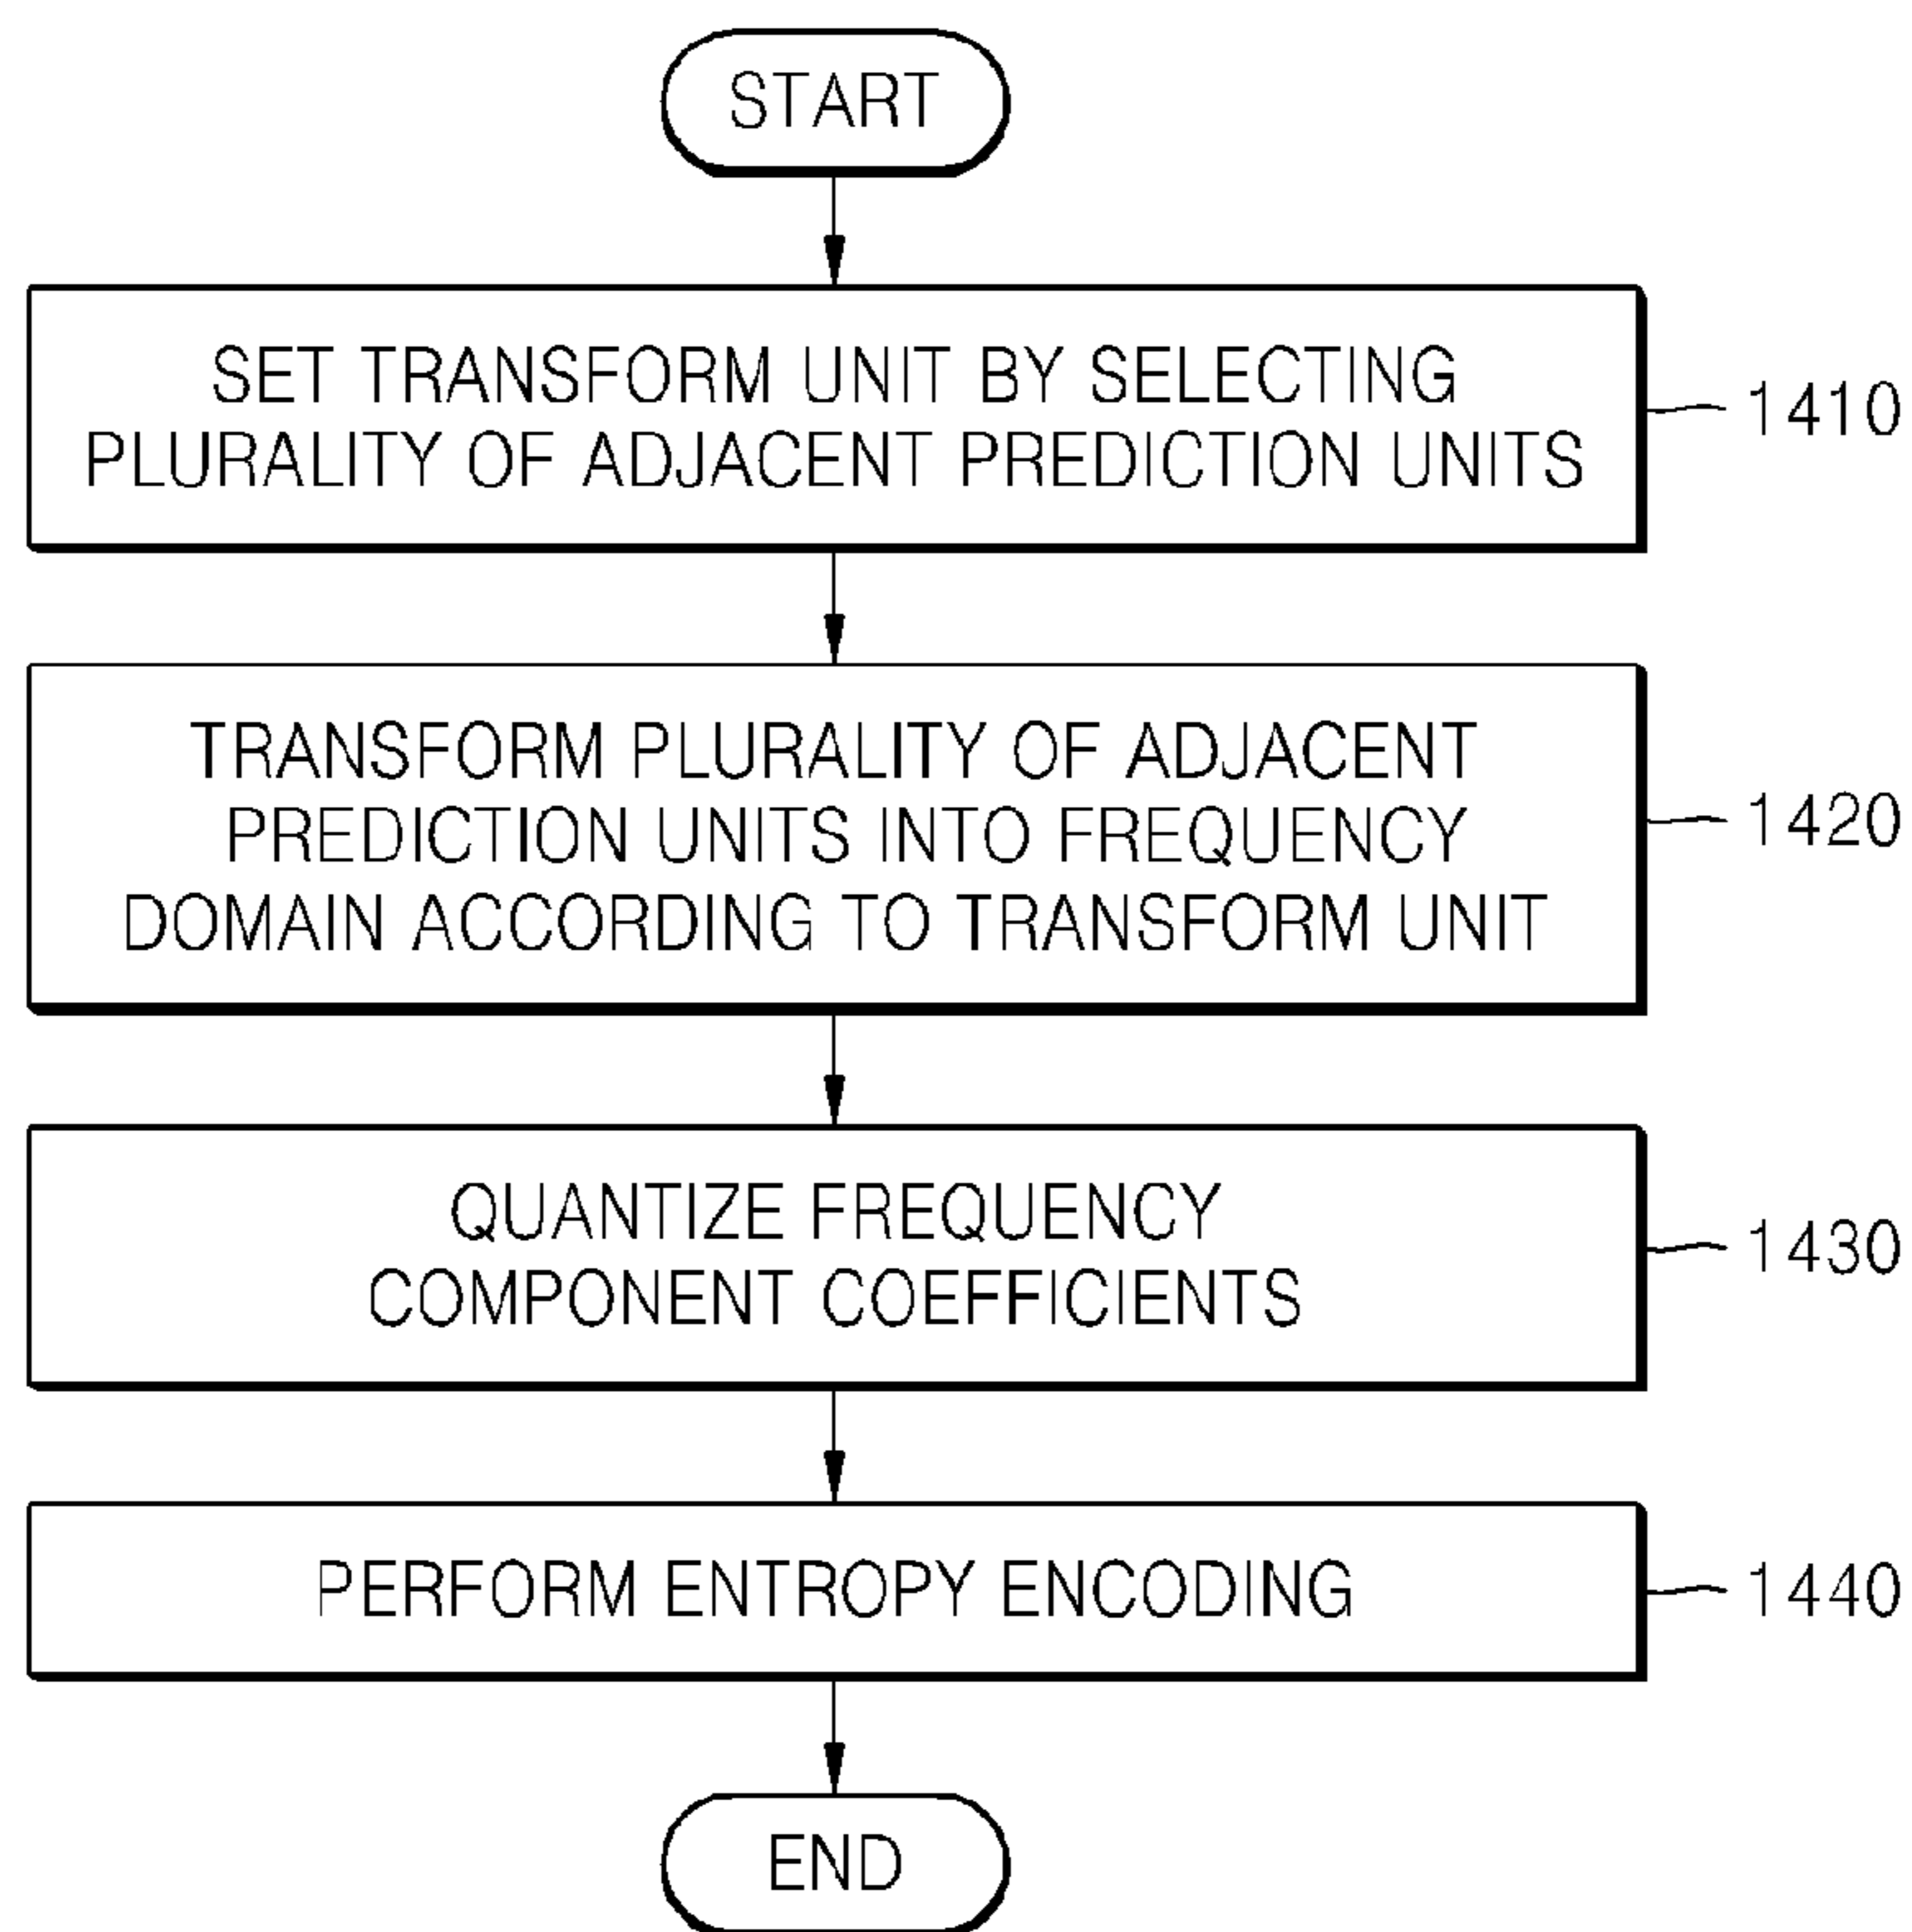 START
SET TRANSFORM UNIT BY SELECTING
PLURALITY OF ADJACENT PREDICTION UNITS
1410
TRANSFORM PLURALITY OF ADJACENT
PREDICTION UNITS INTO FREQUENCY
DOMAIN ACCORDING TO TRANSFORM UNIT
1420
QUANTIZE FREQUENCY
COMPONENT COEFFICIENTS
1430
PERFORM ENTROPY ENCODING
1440
END